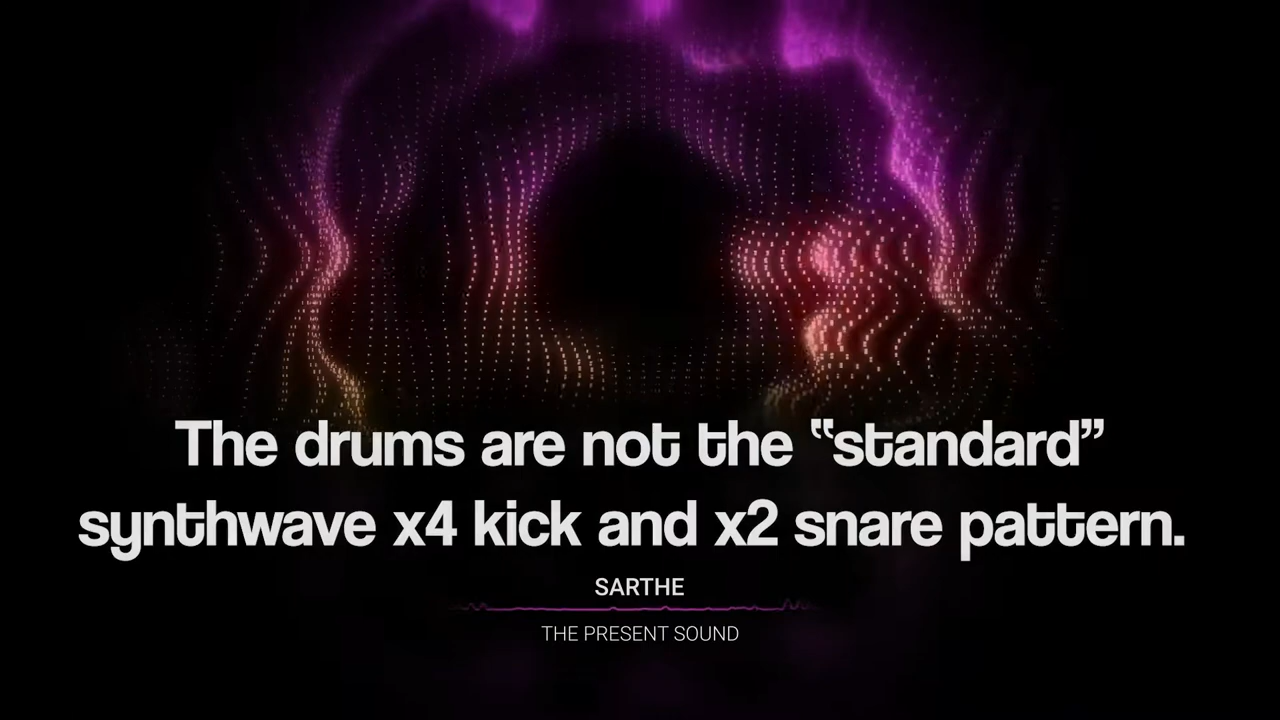 The drums are not the “standard”
synthwave x4 kick and x2 snare pattern.
SARTHE
THE PRESENT SOUND